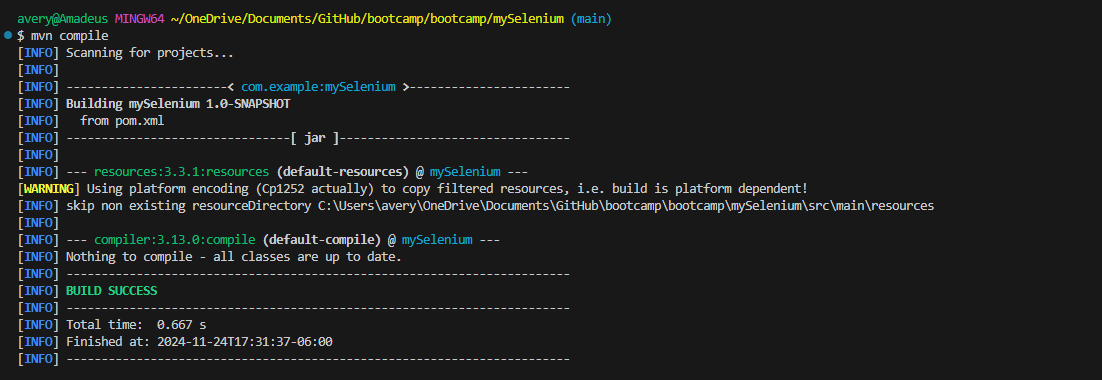 avery@Amadeus MINGW64 ~/OneDrive/Documents/GitHub/bootcamp/bootcamp/mySelenium (main)
$ mvn compile
[INFO] Scanning for projects...
[INFO]
[INFO] -----------------------< com.example:mySelenium >-----------------------
[INFO] Building mySelenium 1.0-SNAPSHOT
[INFO]   from pom.xml
[INFO] --------------------------------[ jar ]---------------------------------
[INFO]
[INFO] --- resources:3.3.1:resources (default-resources) @ mySelenium ---
[WARNING] Using platform encoding (Cp1252 actually) to copy filtered resources, i.e. build is platform dependent!
[INFO] skip non existing resourceDirectory C:\Users\avery\OneDrive\Documents\GitHub\bootcamp\bootcamp\mySelenium\src\main\resources
[INFO]
[INFO] --- compiler:3.13.0:compile (default-compile) @ mySelenium ---
[INFO] Nothing to compile - all classes are up to date.
[INFO] ------------------------------------------------------------------------
[INFO] BUILD SUCCESS
[INFO] ------------------------------------------------------------------------
[INFO] Total time:  0.667 s
[INFO] Finished at: 2024-11-24T17:31:37-06:00
[INFO] ------------------------------------------------------------------------